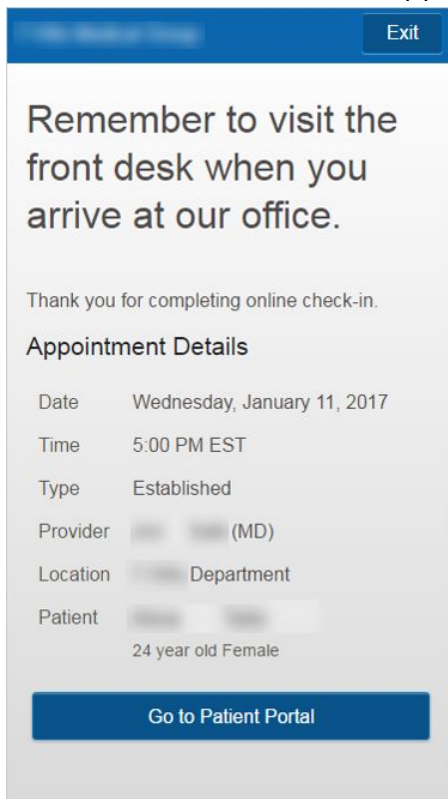 Exit
Remember to visit the
front desk when you
arrive at our office.
Thank you for completing online check-in.
Appointment Details
Date Wednesday, January 11, 2017
Time 5:00 PM EST
Type Established
Provider (MD)
Location Department
Patient
24 year old Female
Go to Patient Portal